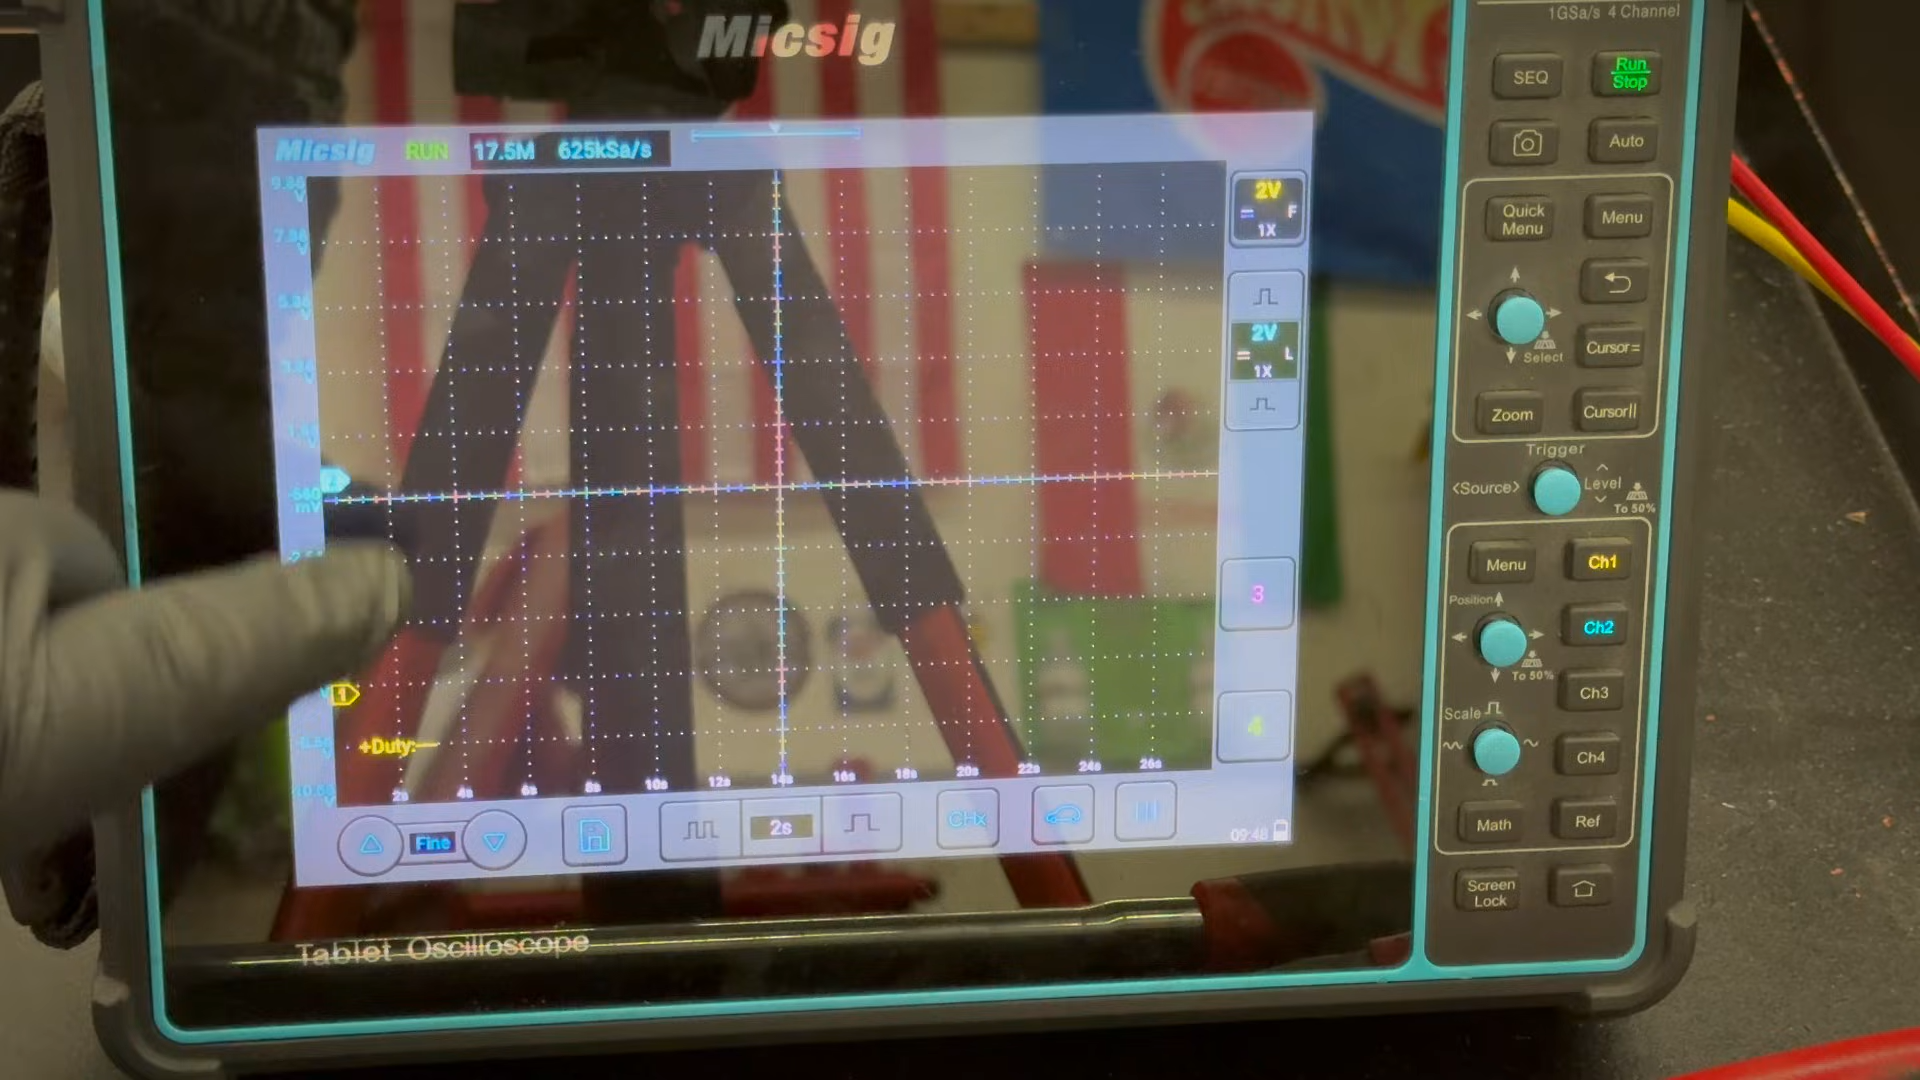 Micsig
1GSa/s 4 Channel
SEQ
Run
Stop
Auto
Micsig RUN 17.5M 625kSa/s
2V
F
1X
2V
L
1X
3
4
Quick
Menu
Menu
Select
Cursor=
Zoom
Cursor||
Trigger
<Source>
Level
To 50%
Menu
Ch1
Position
Ch2
To 50%
Ch3
Scale
Ch4
Math
Ref
Screen
Lock
-540
mV
1
+Duty:—
2s 4s 6s 8s 10s 12s 14s 16s 18s 20s 22s 24s 26s
Fine
2s
CHx
09:48
Tablet Oscilloscope